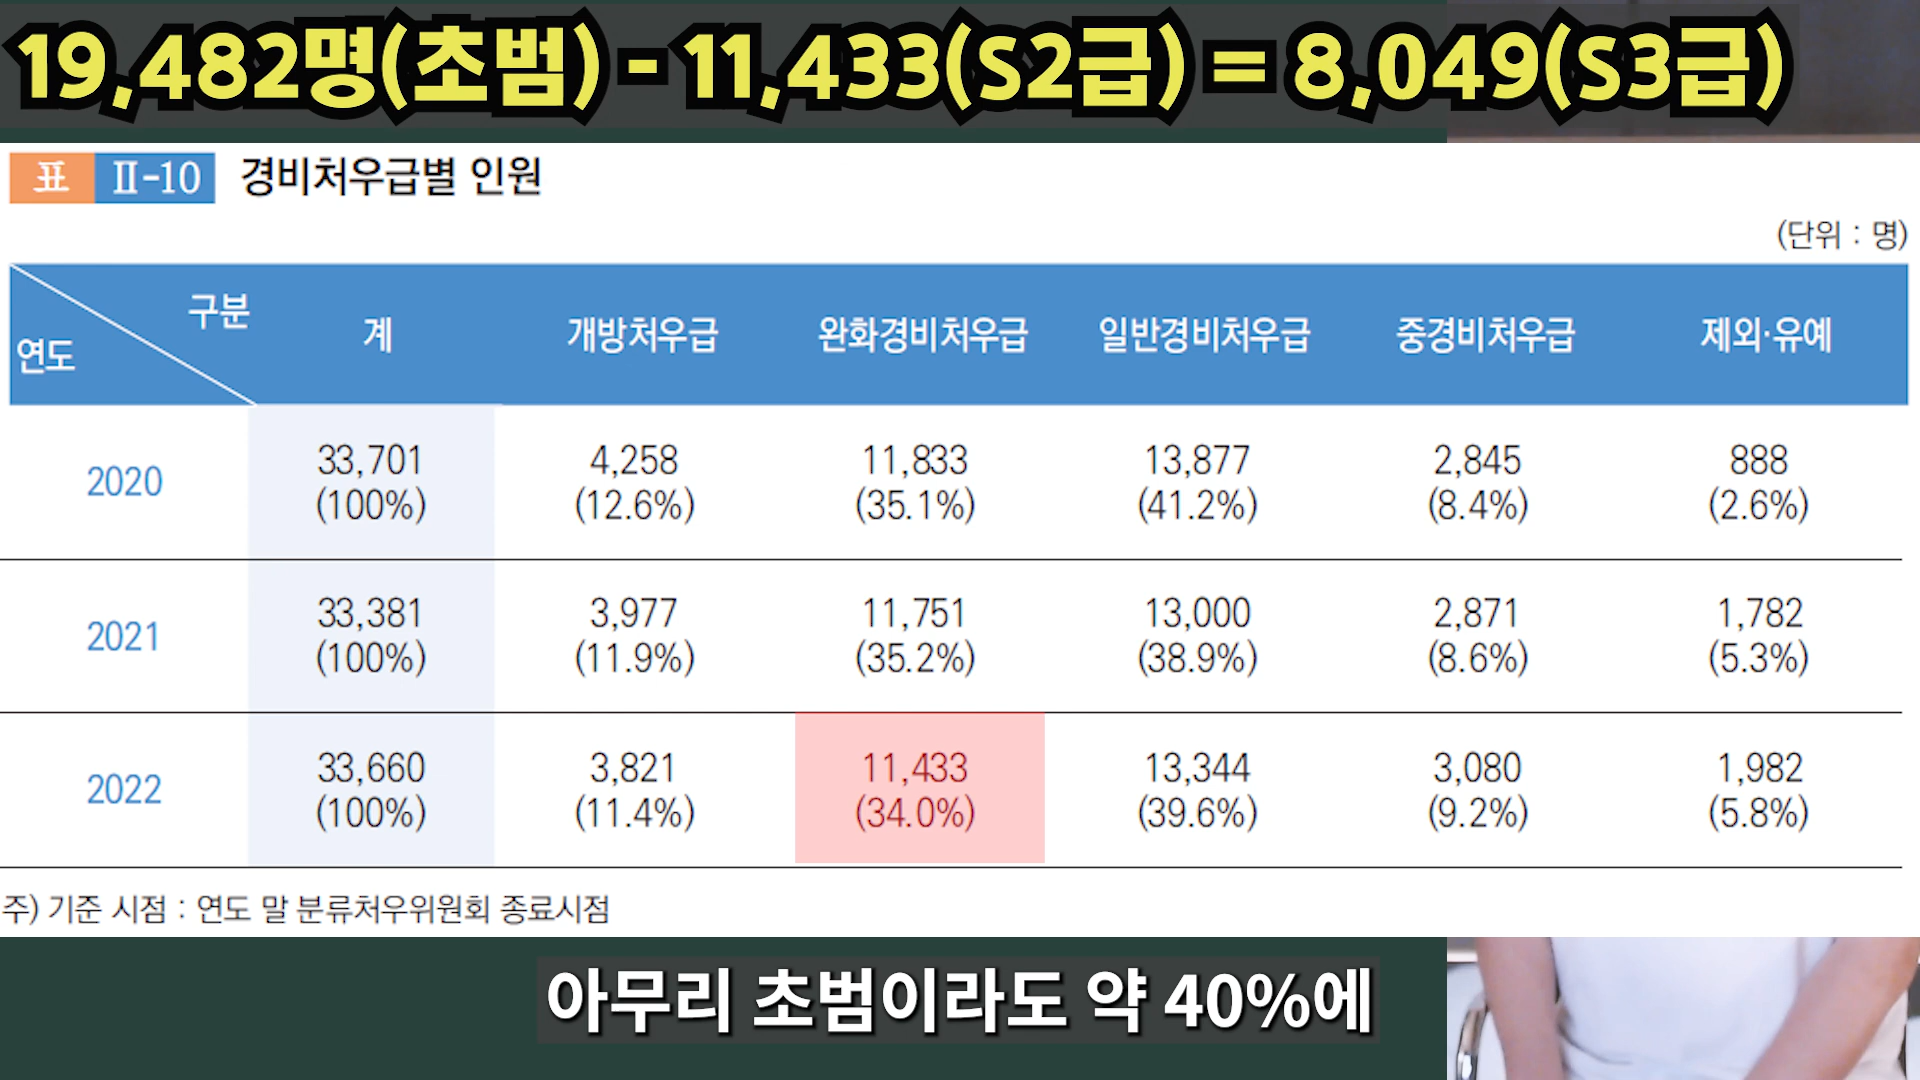 19,482명(초범) - 11,433(S2급) = 8,049(S3급)
표 Ⅱ-10 경비처우급별 인원
(단위 : 명)
구분
연도
계 개방처우급 완화경비처우급 일반경비처우급 중경비처우급 제외·유예
2020 33,701 4,258 11,833 13,877 2,845 888
(100%) (12.6%) (35.1%) (41.2%) (8.4%) (2.6%)
2021 33,381 3,977 11,751 13,000 2,871 1,782
(100%) (11.9%) (35.2%) (38.9%) (8.6%) (5.3%)
2022 33,660 3,821 11,433 13,344 3,080 1,982
(100%) (11.4%) (34.0%) (39.6%) (9.2%) (5.8%)
주) 기준 시점 : 연도 말 분류처우위원회 종료시점
아무리 초범이라도 약 40%에